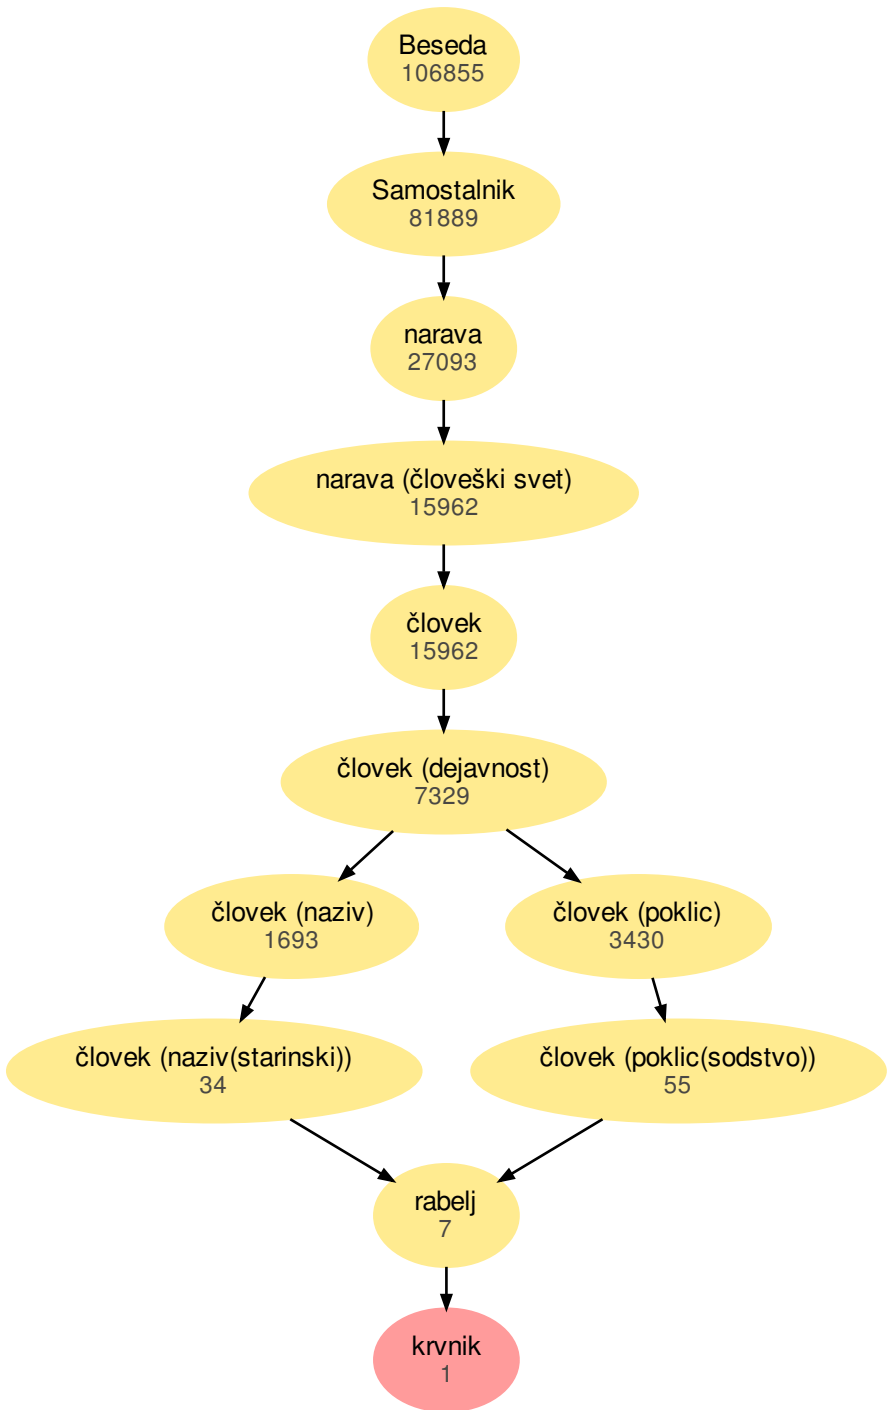 Beseda
106855
Samostalnik
81889
narava
27093
narava (človeški svet)
15962
človek
15962
človek (dejavnost)
7329
človek (naziv)
1693
človek (poklic)
3430
človek (naziv(starinski))
34
človek (poklic(sodstvo))
55
rabelj
7
krvnik
1